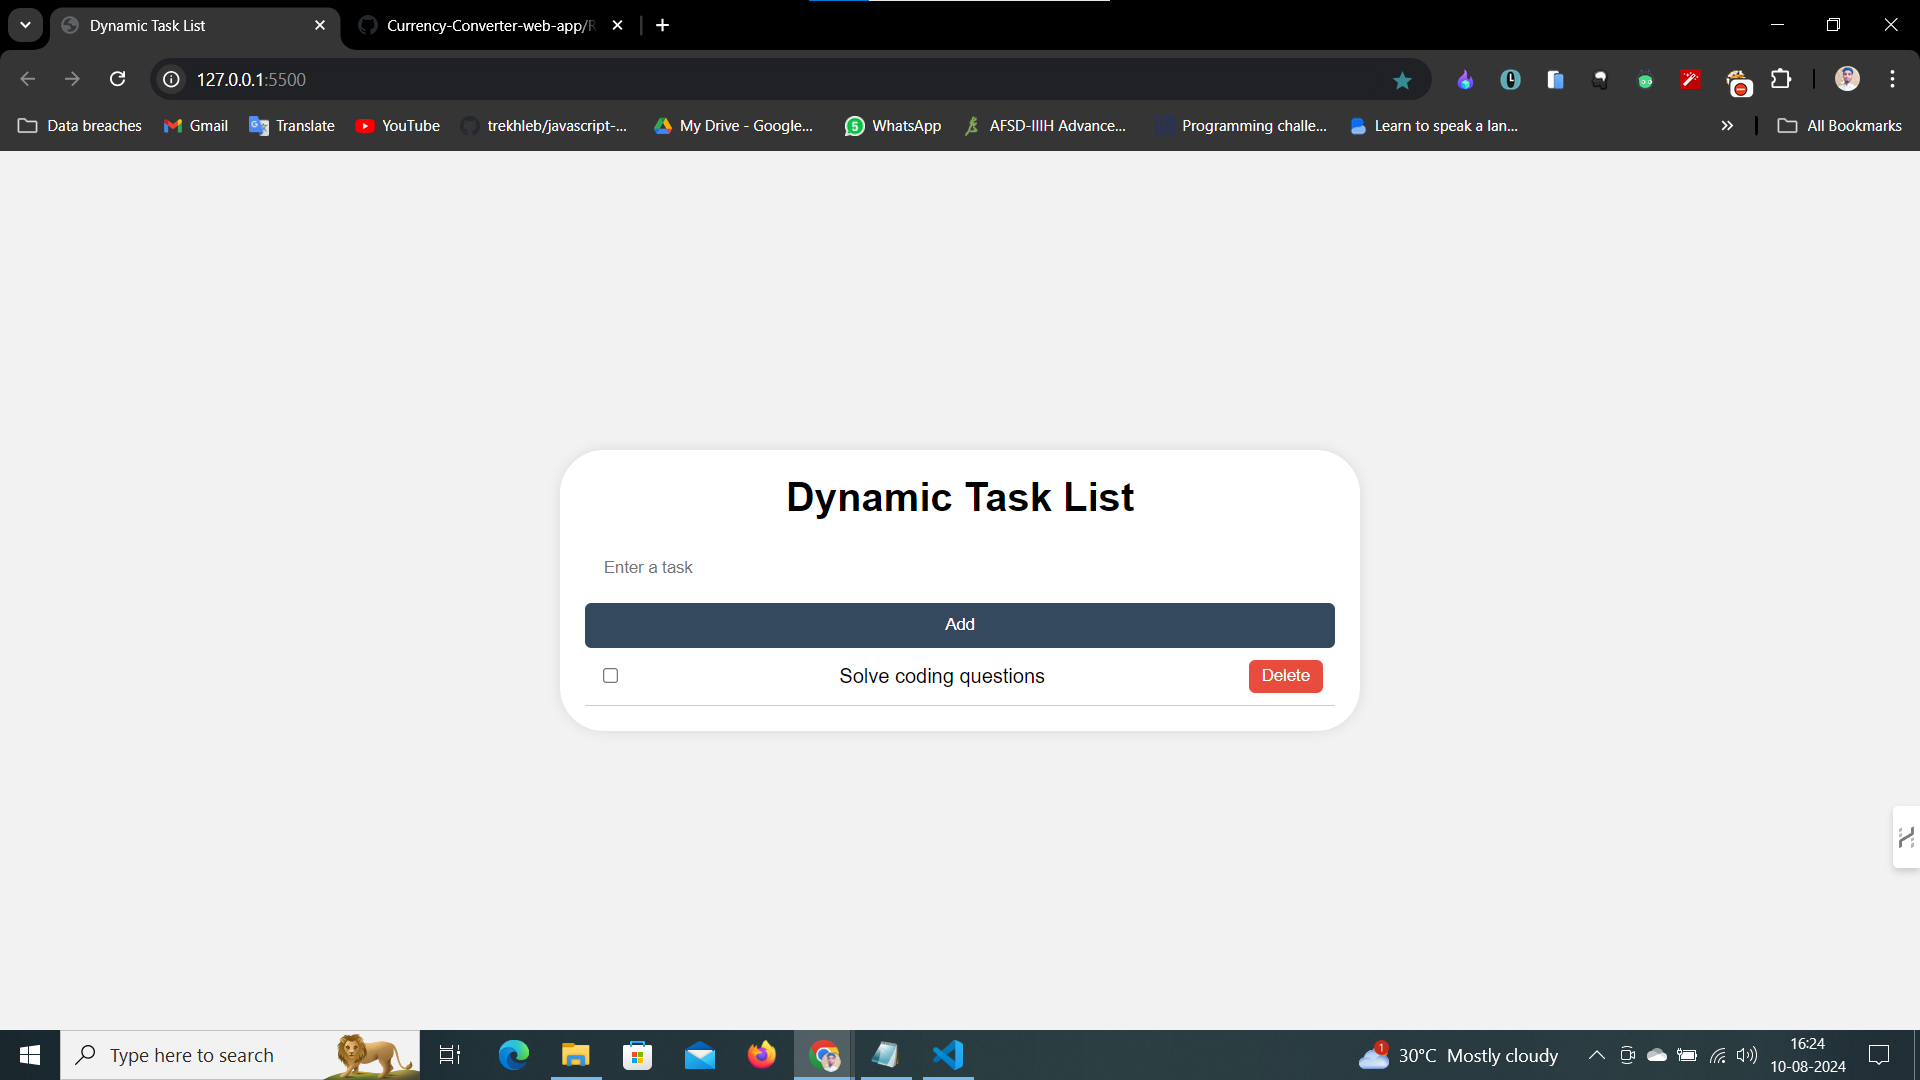 Dynamic Task List
Currency-Converter-web-app/R
127.0.0.1:5500
Data breaches Gmail Translate YouTube trekhleb/javascript-... My Drive - Google... WhatsApp AFSD-IIIH Advance... Programming challe... Learn to speak a lan... All Bookmarks
Dynamic Task List
Enter a task
Add
Solve coding questions Delete
Type here to search
1
30°C Mostly cloudy
16:24
10-08-2024